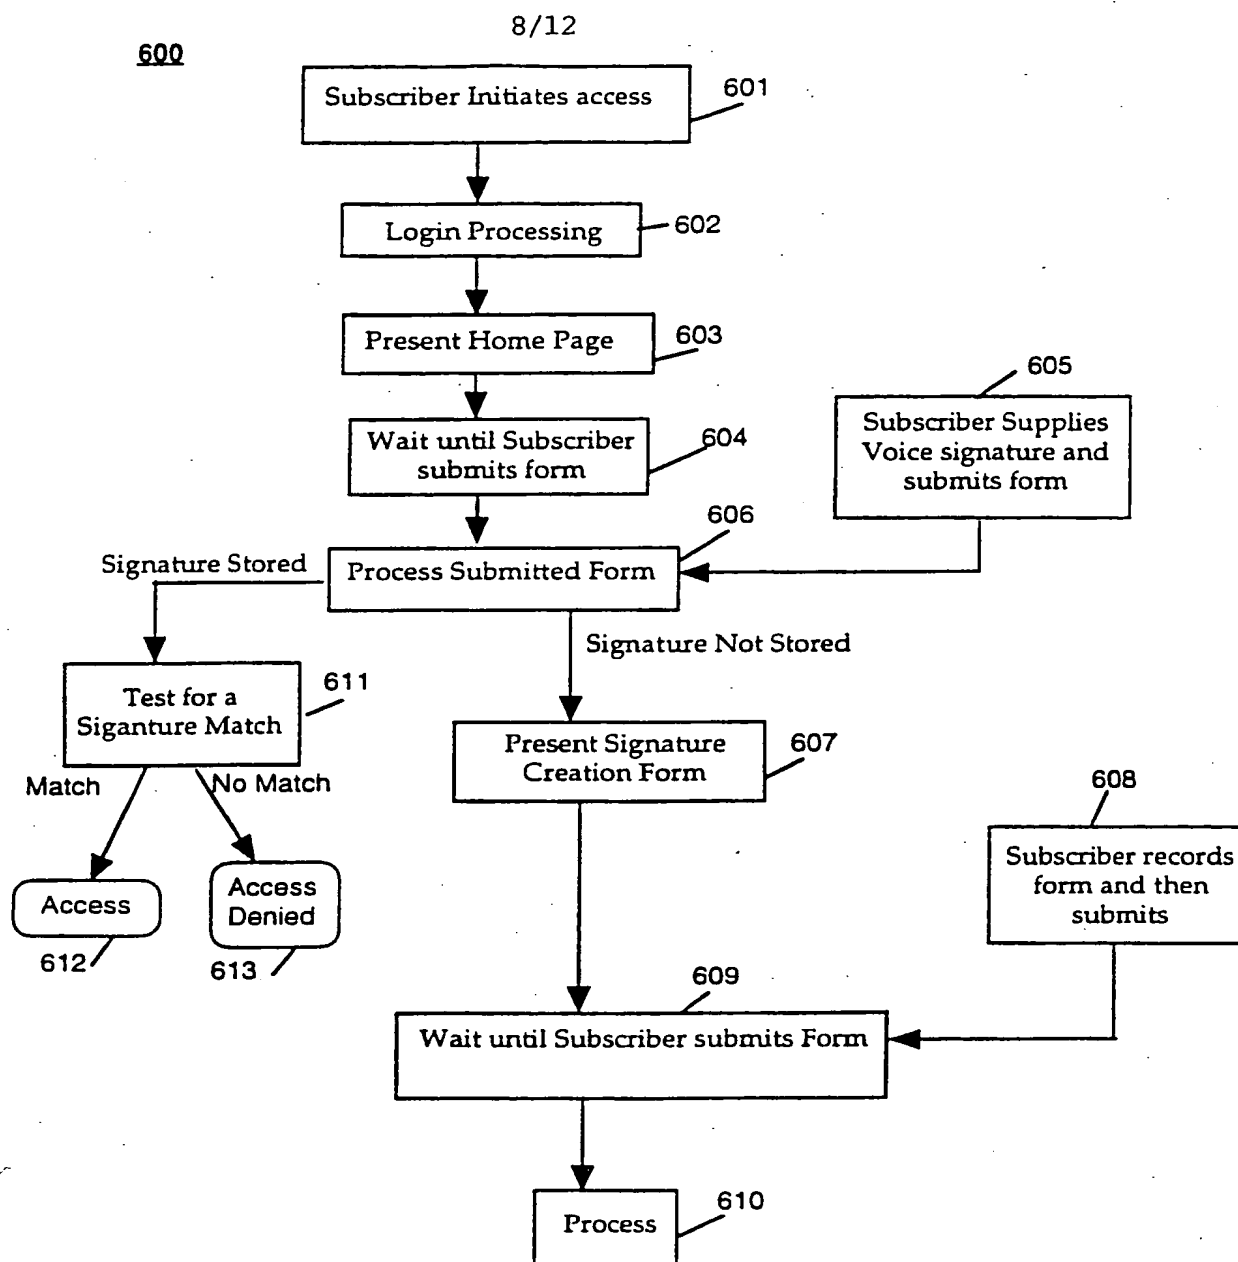 8/12
600
Subscriber Initiates access
601
Login Processing
602
Present Home Page
603
Wait until Subscriber
submits form
604
605
Subscriber Supplies
Voice signature and
submits form
606
Process Submitted Form
Signature Stored
Signature Not Stored
Test for a
Siganture Match
611
Match
No Match
Access
612
Access
Denied
613
Present Signature
Creation Form
607
608
Subscriber records
form and then
submits
609
Wait until Subscriber submits Form
Process
610